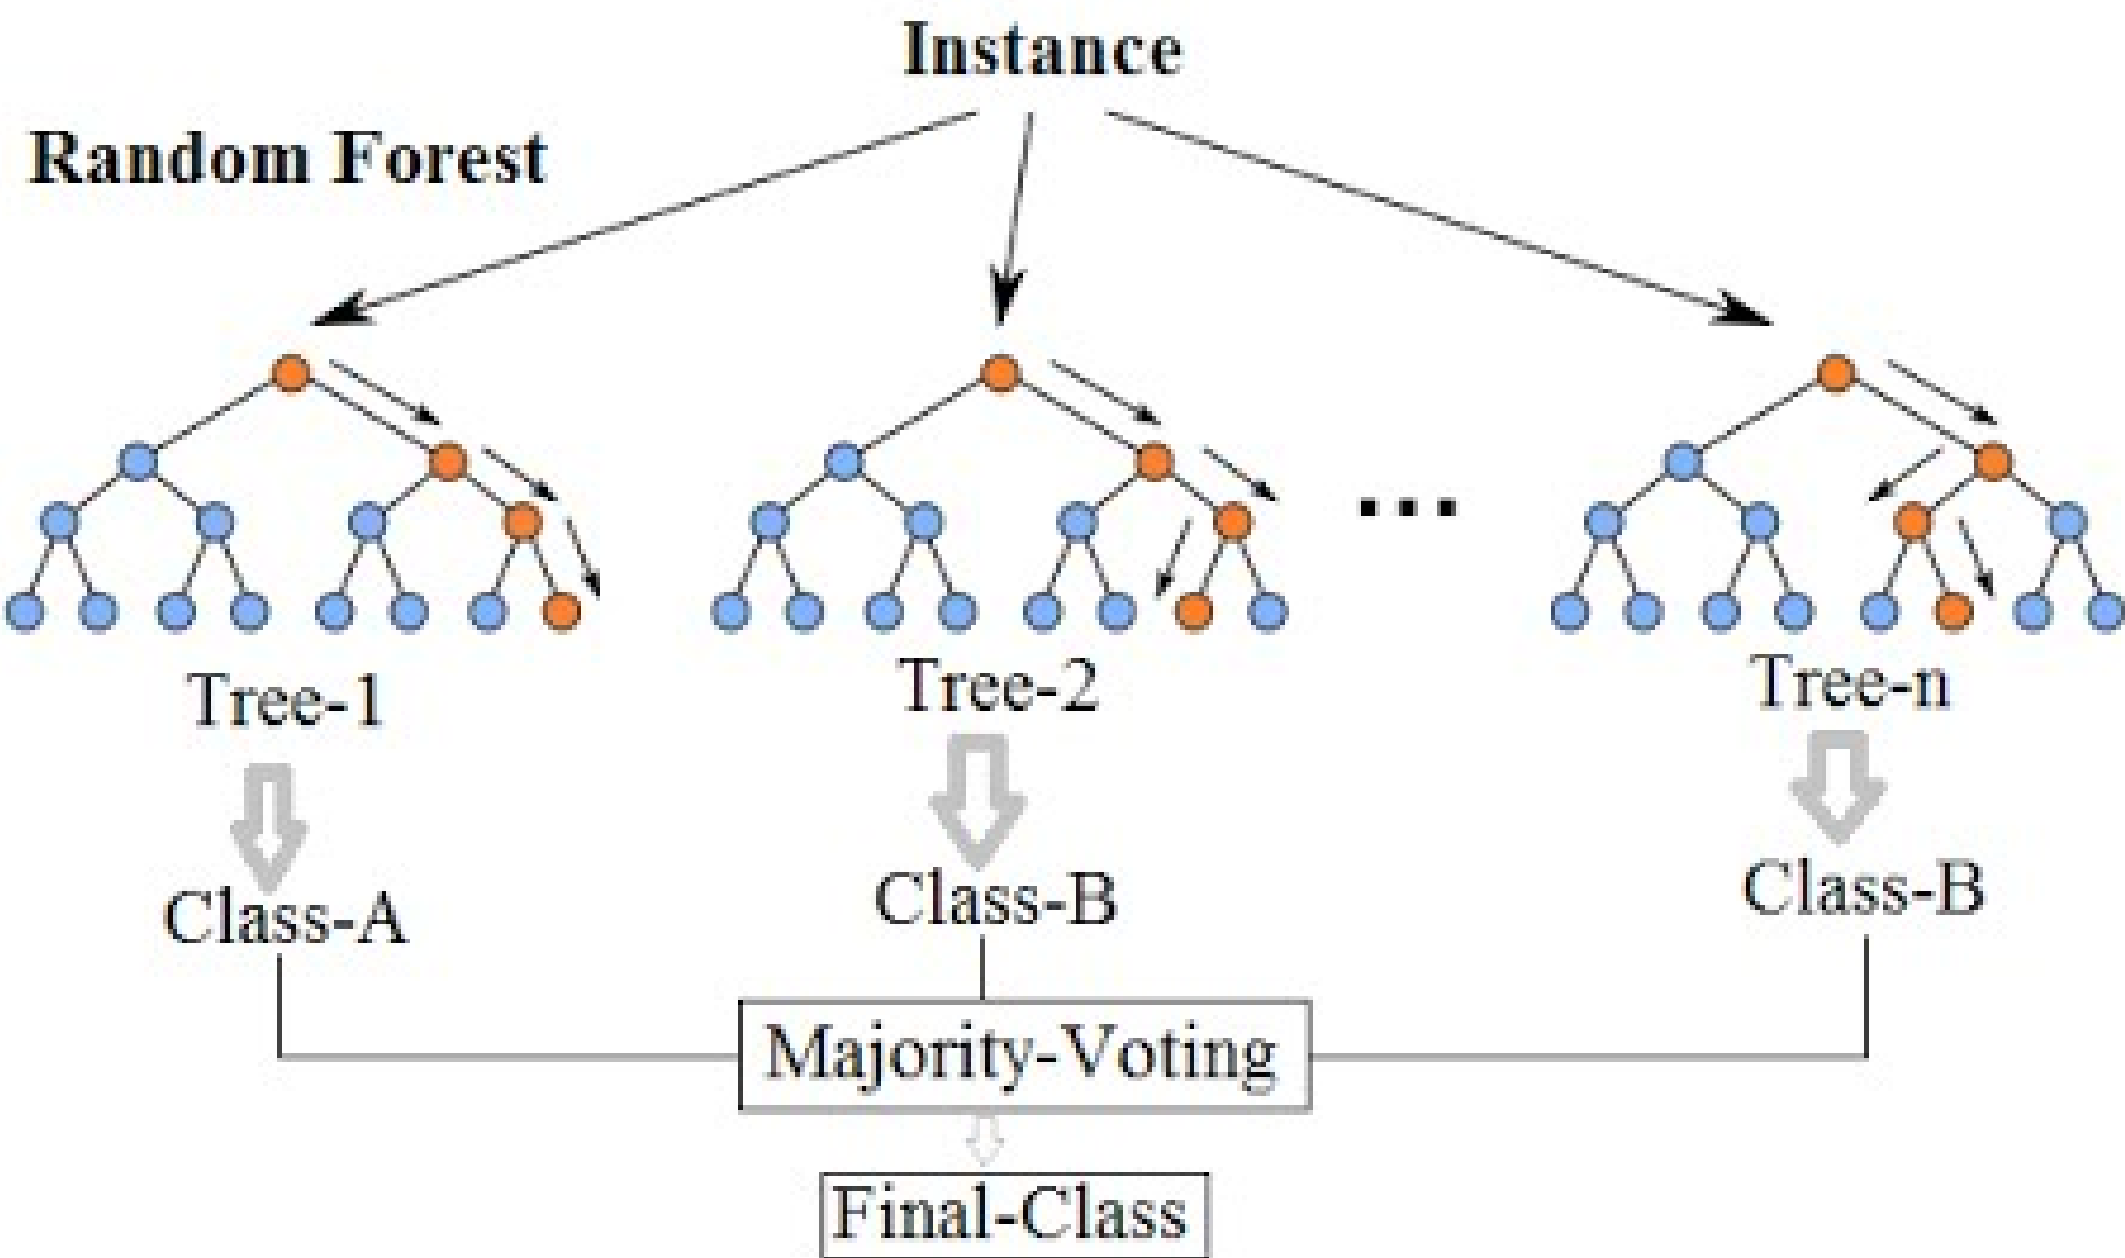 Instance
Random Forest
...
Tree-1
Tree-2
Tree-n
Class-A
Class-B
Class-B
Majority-Voting
Final-Class